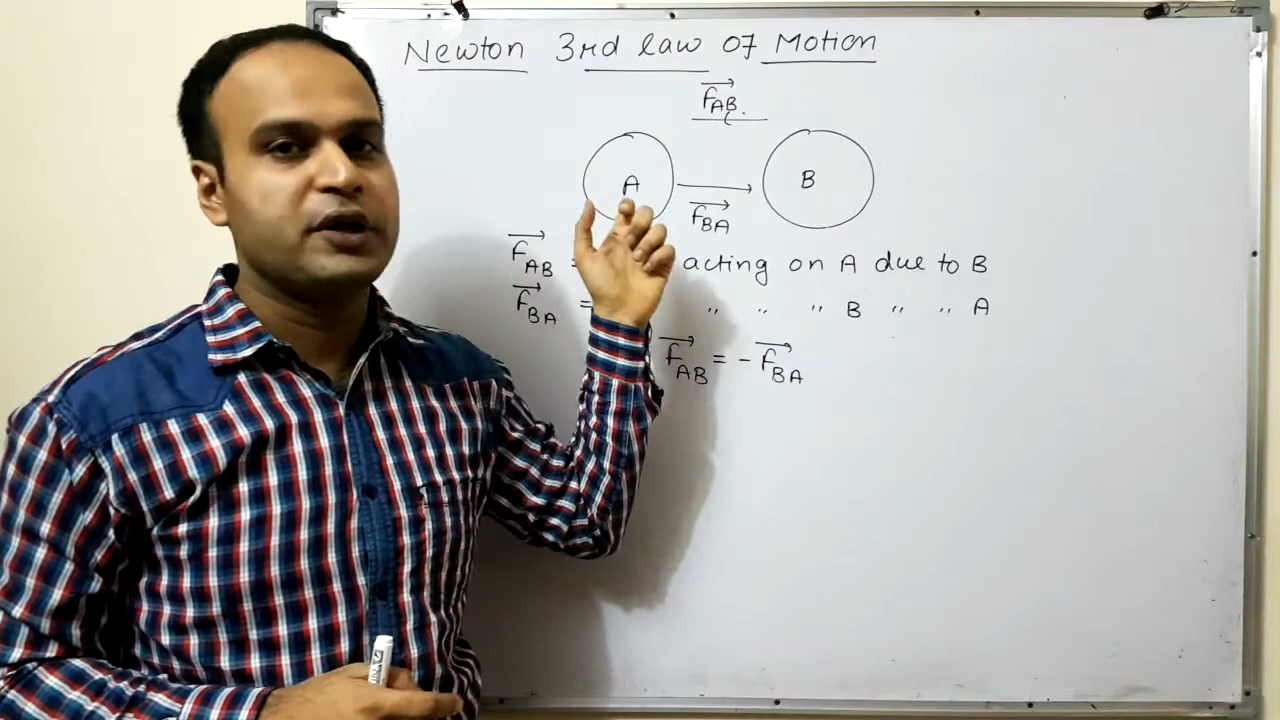 Newton 3rd law of Motion
F⃗AB.
A B
F⃗BA
F⃗AB = acting on A due to B
F⃗BA = " " " B " " A
F⃗AB = - F⃗BA